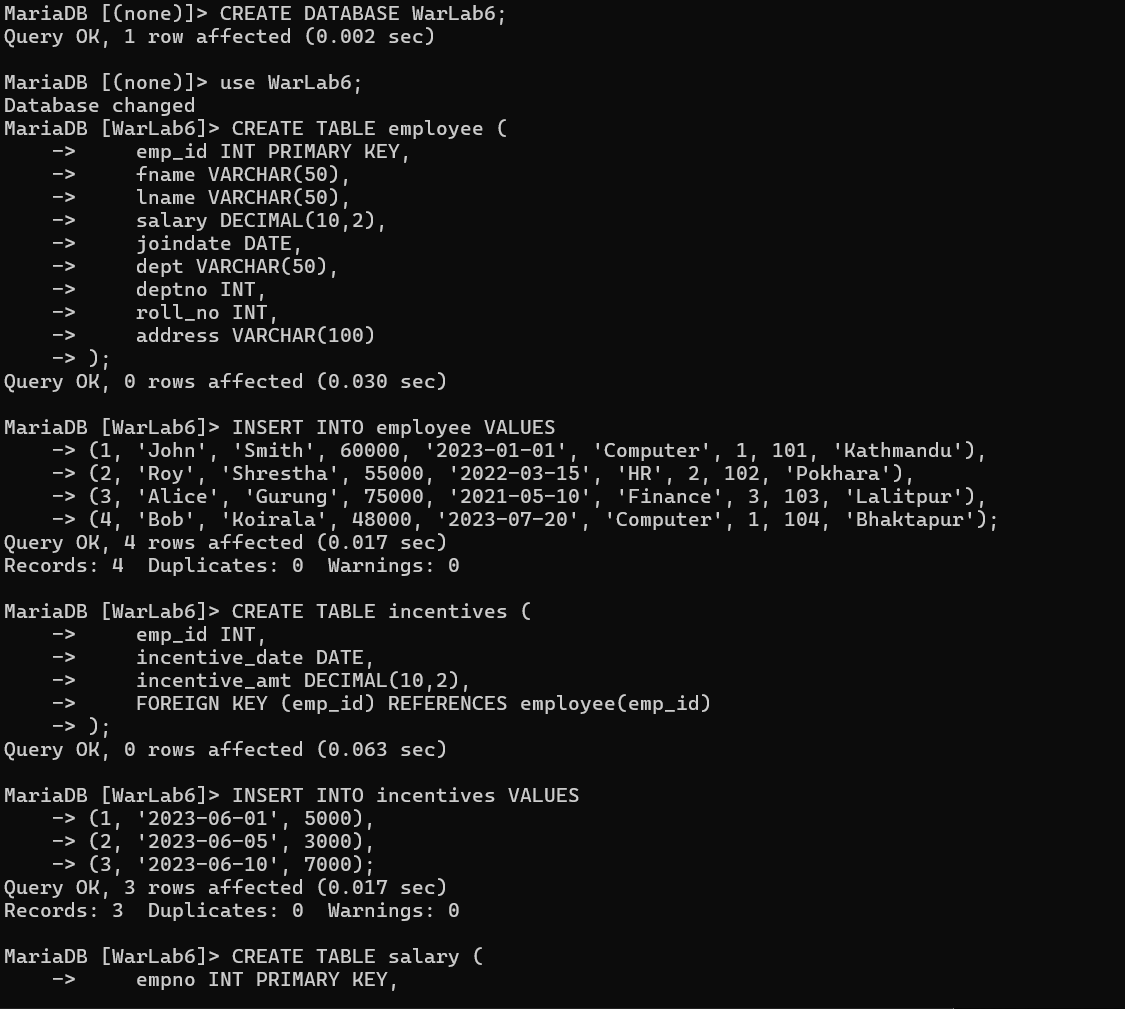 MariaDB [(none)]> CREATE DATABASE WarLab6;
Query OK, 1 row affected (0.002 sec)

MariaDB [(none)]> use WarLab6;
Database changed
MariaDB [WarLab6]> CREATE TABLE employee (
    ->     emp_id INT PRIMARY KEY,
    ->     fname VARCHAR(50),
    ->     lname VARCHAR(50),
    ->     salary DECIMAL(10,2),
    ->     joindate DATE,
    ->     dept VARCHAR(50),
    ->     deptno INT,
    ->     roll_no INT,
    ->     address VARCHAR(100)
    -> );
Query OK, 0 rows affected (0.030 sec)

MariaDB [WarLab6]> INSERT INTO employee VALUES
    -> (1, 'John', 'Smith', 60000, '2023-01-01', 'Computer', 1, 101, 'Kathmandu'),
    -> (2, 'Roy', 'Shrestha', 55000, '2022-03-15', 'HR', 2, 102, 'Pokhara'),
    -> (3, 'Alice', 'Gurung', 75000, '2021-05-10', 'Finance', 3, 103, 'Lalitpur'),
    -> (4, 'Bob', 'Koirala', 48000, '2023-07-20', 'Computer', 1, 104, 'Bhaktapur');
Query OK, 4 rows affected (0.017 sec)
Records: 4  Duplicates: 0  Warnings: 0

MariaDB [WarLab6]> CREATE TABLE incentives (
    ->     emp_id INT,
    ->     incentive_date DATE,
    ->     incentive_amt DECIMAL(10,2),
    ->     FOREIGN KEY (emp_id) REFERENCES employee(emp_id)
    -> );
Query OK, 0 rows affected (0.063 sec)

MariaDB [WarLab6]> INSERT INTO incentives VALUES
    -> (1, '2023-06-01', 5000),
    -> (2, '2023-06-05', 3000),
    -> (3, '2023-06-10', 7000);
Query OK, 3 rows affected (0.017 sec)
Records: 3  Duplicates: 0  Warnings: 0

MariaDB [WarLab6]> CREATE TABLE salary (
    ->     empno INT PRIMARY KEY,